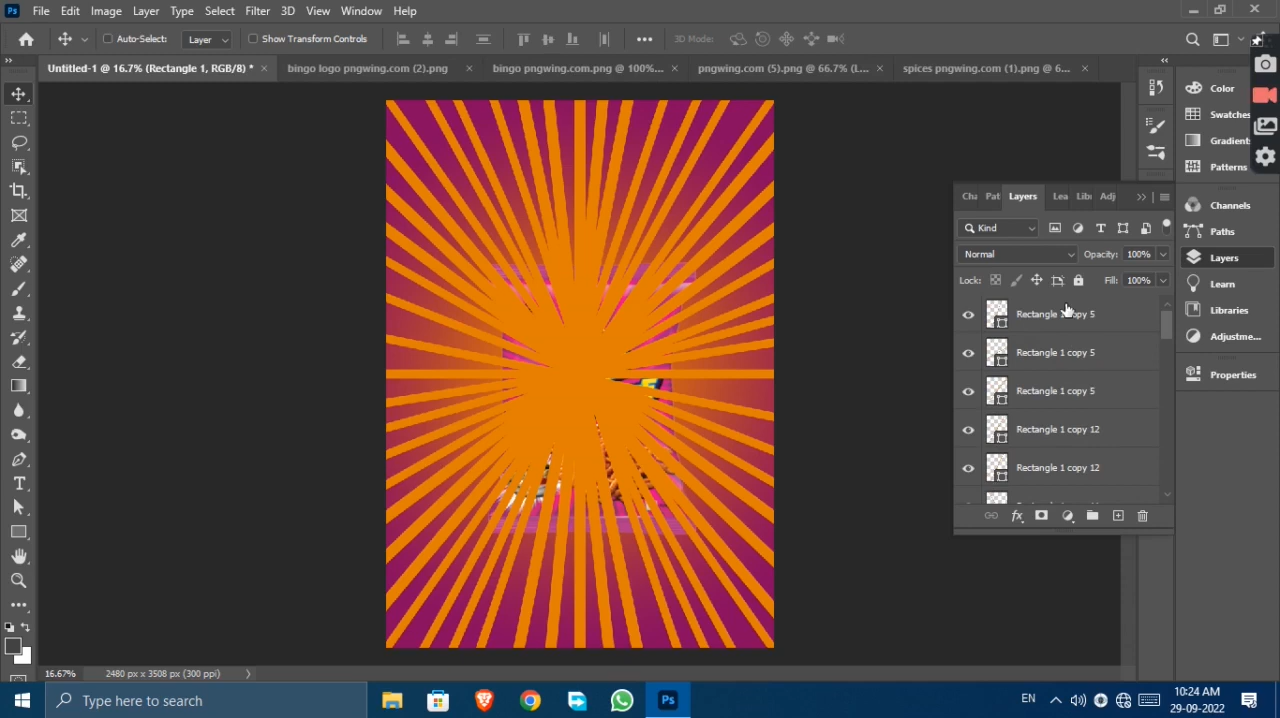 Ps File Edit Image Layer Type Select Filter 3D View Window Help
Auto-Select: Layer Show Transform Controls 3D Mode:
Untitled-1 @ 16.7% (Rectangle 1, RGB/8) * × bingo logo pngwing.com (2).png × bingo pngwing.com.png @ 100%... × pngwing.com (5).png @ 66.7% (L... × spices pngwing.com (1).png @ 6... ×
Color
Swatches
Gradient
Patterns
Channels
Paths
Layers
Learn
Libraries
Adjustme...
Properties
Cha Pat Layers Lea Lib Adj
Kind
Normal Opacity: 100%
Lock: Fill: 100%
Rectangle 1 copy 5
Rectangle 1 copy 5
Rectangle 1 copy 5
Rectangle 1 copy 12
Rectangle 1 copy 12
16.67% 2480 px x 3508 px (300 ppi)
Type here to search
Ps
EN
10:24 AM
29-09-2022